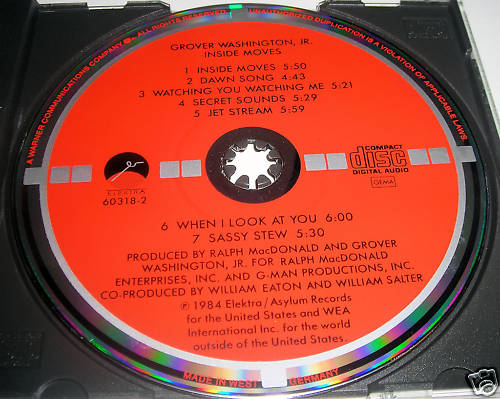 A WARNER COMMUNICATIONS COMPANY
ALL RIGHTS RESERVED
UNAUTHORIZED DUPLICATION IS A VIOLATION OF APPLICABLE LAWS
GROVER WASHINGTON, JR.
INSIDE MOVES
1 INSIDE MOVES 5:50
2 DAWN SONG 4:43
3 WATCHING YOU WATCHING ME 5:21
4 SECRET SOUNDS 5:29
5 JET STREAM 5:59
COMPACT
disc
DIGITAL AUDIO
GEMA
ELEKTRA
60318-2
6 WHEN I LOOK AT YOU 6:00
7 SASSY STEW 5:30
PRODUCED BY RALPH MacDONALD AND GROVER
WASHINGTON, JR. FOR RALPH MacDONALD
ENTERPRISES, INC. AND G-MAN PRODUCTIONS, INC.
CO-PRODUCED BY WILLIAM EATON AND WILLIAM SALTER
℗ 1984 Elektra/Asylum Records
for the United States and WEA
International Inc. for the world
outside of the United States.
MADE IN WEST GERMANY